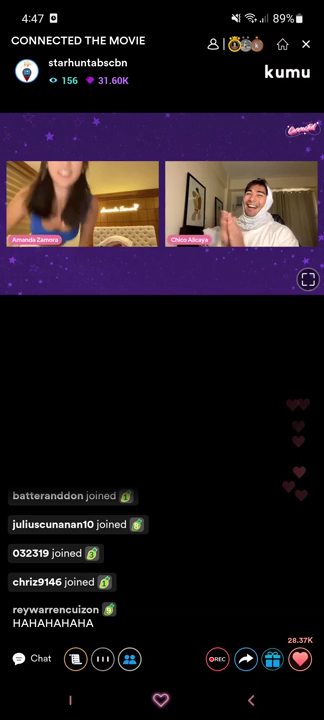 4:47
89%
CONNECTED THE MOVIE
starhuntabscbn
156
31.60K
kumu
Connected
Amanda Zamora
Chico Alicaya
batteranddon joined
juliuscunanan10 joined
032319 joined
chriz9146 joined
reywarrencuizon
HAHAHAHAHA
28.37K
Chat
REC